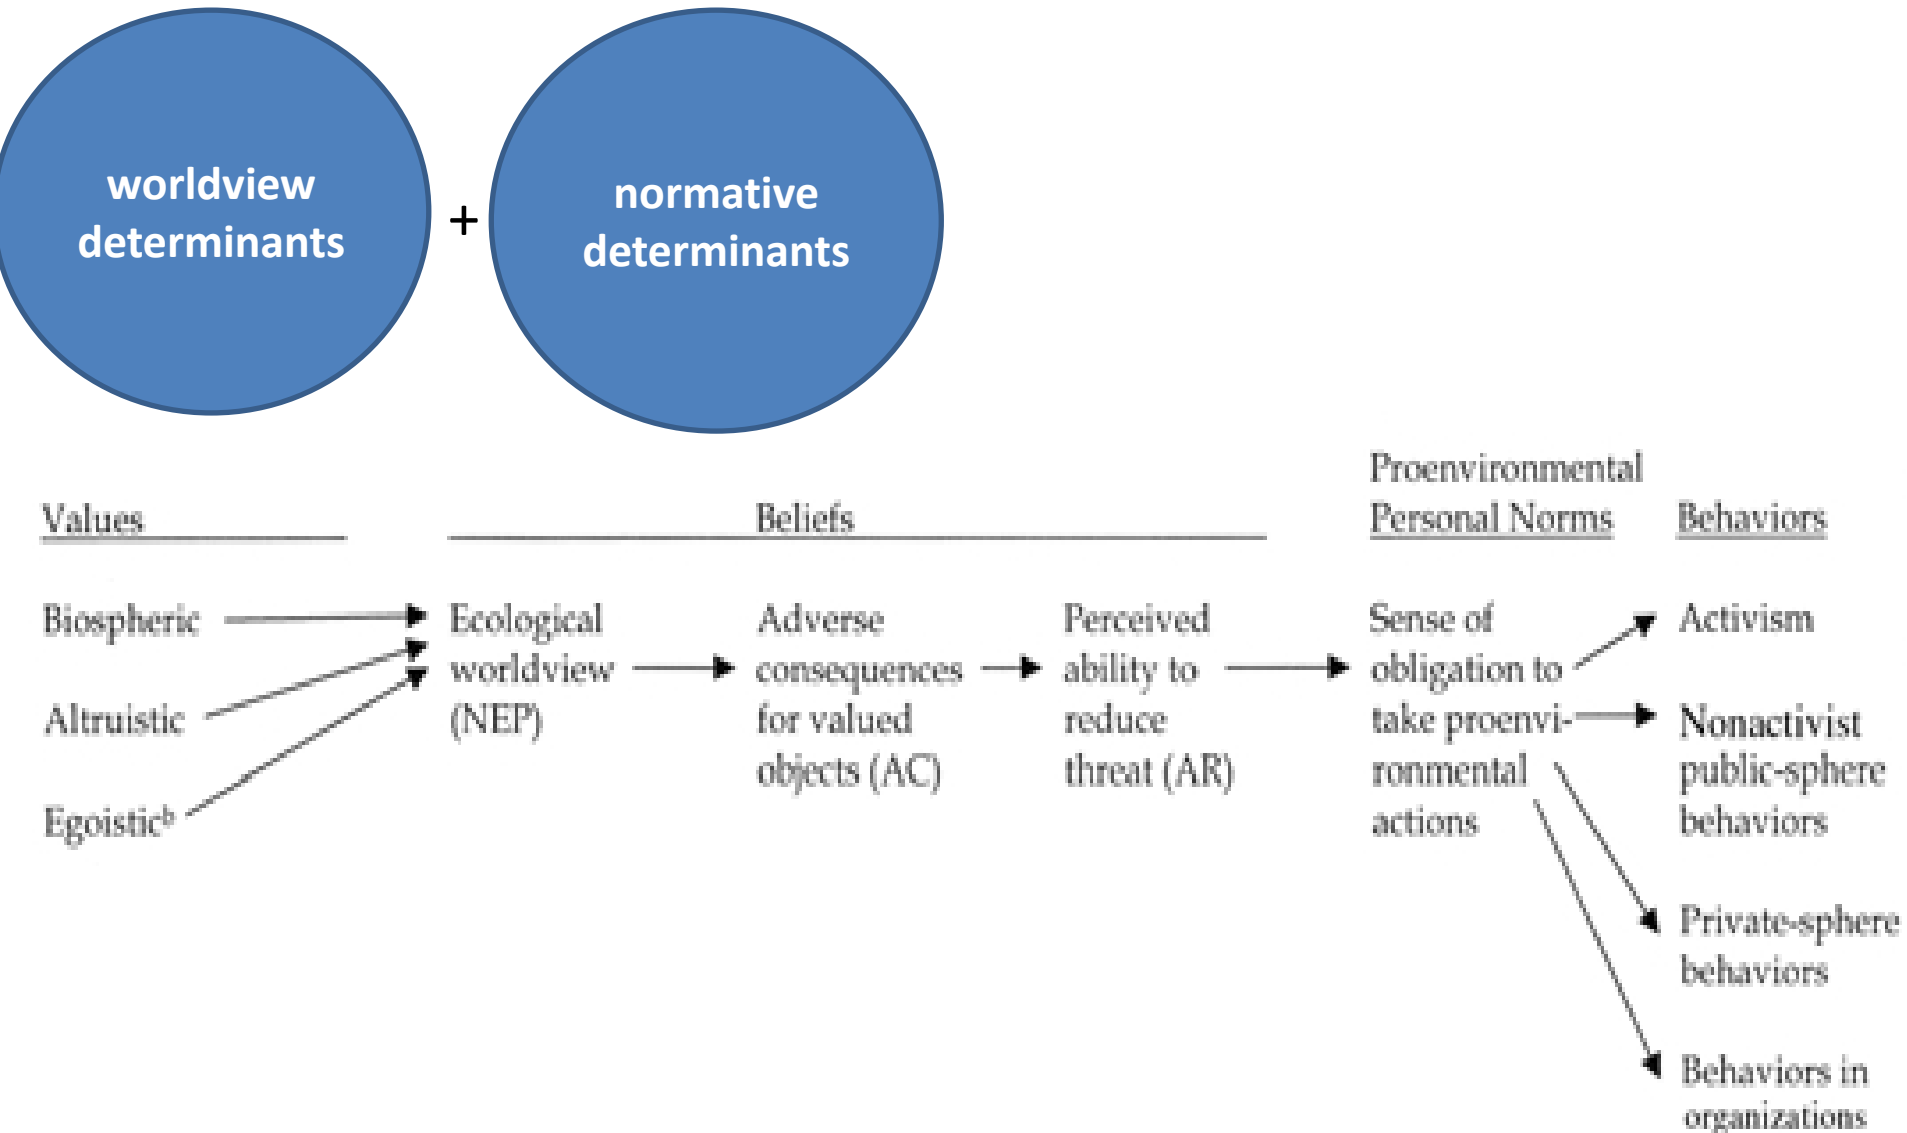 worldview
determinants
+
normative
determinants
Values
Beliefs
Proenvironmental
Personal Norms
Behaviors
Biospheric
Altruistic
Egoisticᵇ
Ecological
worldview
(NEP)
Adverse
consequences
for valued
objects (AC)
Perceived
ability to
reduce
threat (AR)
Sense of
obligation to
take proenvi-
ronmental
actions
Activism
Nonactivist
public-sphere
behaviors
Private-sphere
behaviors
Behaviors in
organizations